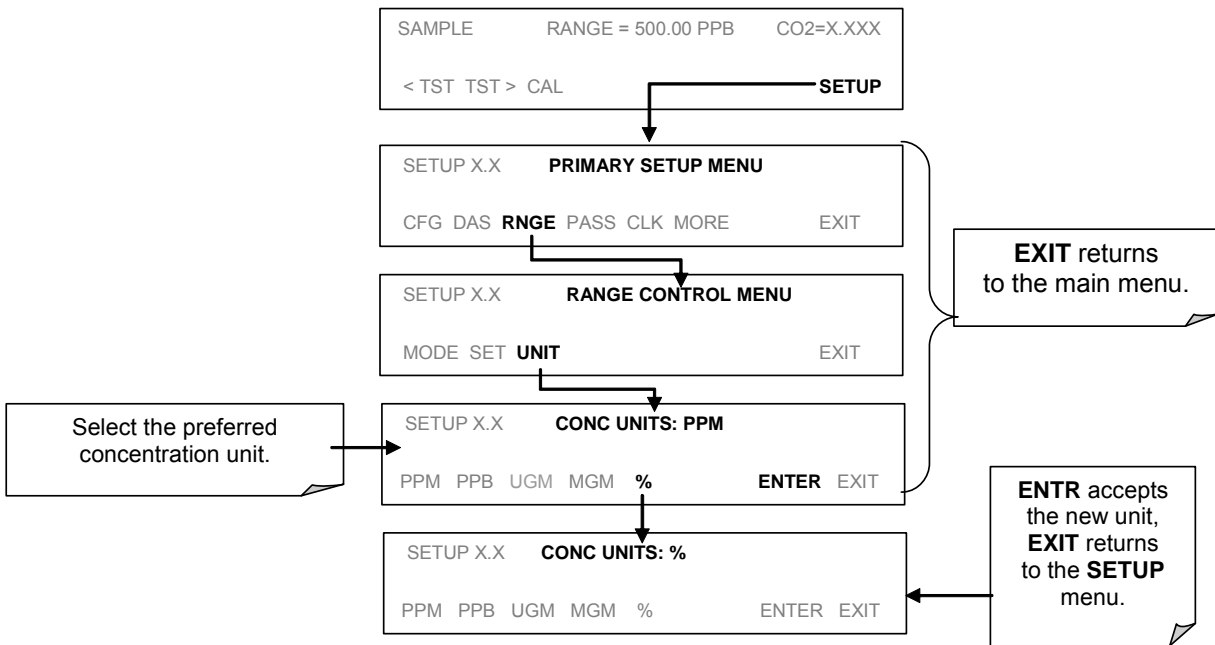 SAMPLE RANGE = 500.00 PPB CO2=X.XXX
< TST TST > CAL SETUP
SETUP X.X PRIMARY SETUP MENU
CFG DAS RNGE PASS CLK MORE EXIT
EXIT returns
to the main menu.
SETUP X.X RANGE CONTROL MENU
MODE SET UNIT EXIT
Select the preferred
concentration unit.
SETUP X.X CONC UNITS: PPM
PPM PPB UGM MGM % ENTER EXIT
SETUP X.X CONC UNITS: %
PPM PPB UGM MGM % ENTER EXIT
ENTR accepts
the new unit,
EXIT returns
to the SETUP
menu.